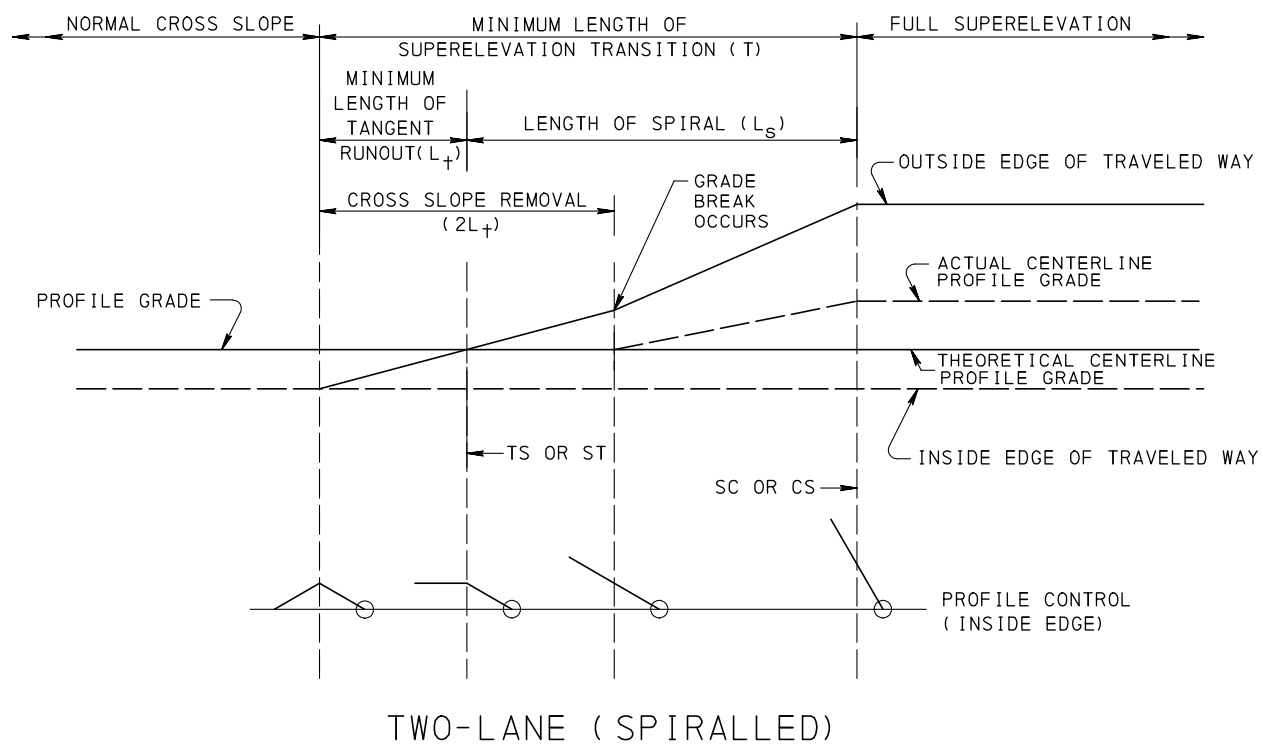 NORMAL CROSS SLOPE
MINIMUM LENGTH OF
SUPERELEVATION TRANSITION (T)
FULL SUPERELEVATION
MINIMUM
LENGTH OF
TANGENT
RUNOUT(Lt)
LENGTH OF SPIRAL (Ls)
OUTSIDE EDGE OF TRAVELED WAY
CROSS SLOPE REMOVAL
(2Lt)
GRADE
BREAK
OCCURS
ACTUAL CENTERLINE
PROFILE GRADE
PROFILE GRADE
THEORETICAL CENTERLINE
PROFILE GRADE
TS OR ST
INSIDE EDGE OF TRAVELED WAY
SC OR CS
PROFILE CONTROL
(INSIDE EDGE)
TWO-LANE (SPIRALLED)